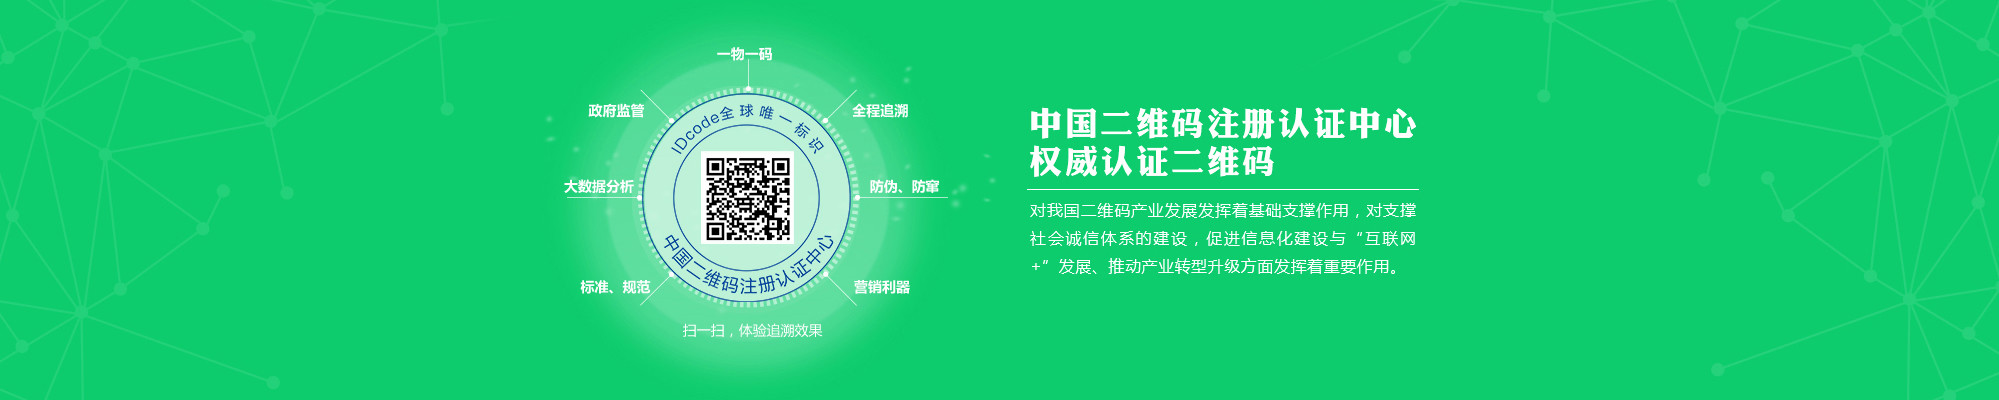 一物一码
政府监管
全程追溯
IDcode全球唯一标识
大数据分析
防伪、防窜
中国二维码注册认证中心
标准、规范
营销利器
扫一扫，体验追溯效果
中国二维码注册认证中心
权威认证二维码
对我国二维码产业发展发挥着基础支撑作用，对支撑
社会诚信体系的建设，促进信息化建设与“互联网
+”发展、推动产业转型升级方面发挥着重要作用。